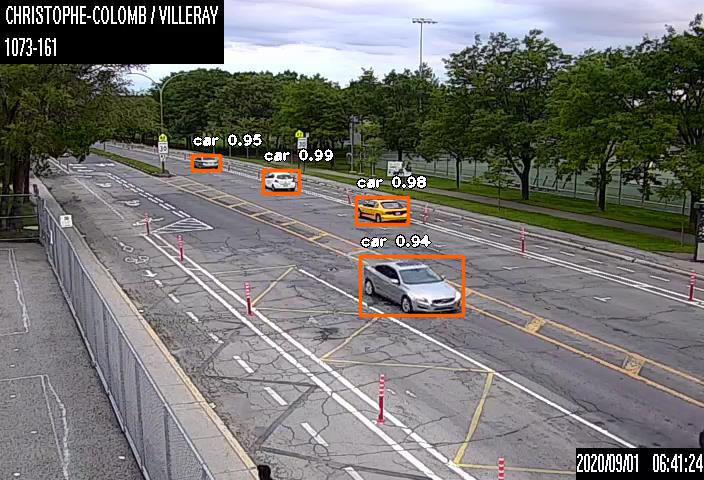 CHRISTOPHE-COLOMB / VILLERAY
1073-161
car 0.95
car 0.99
car 0.98
car 0.94
2020/09/01 06:41:24